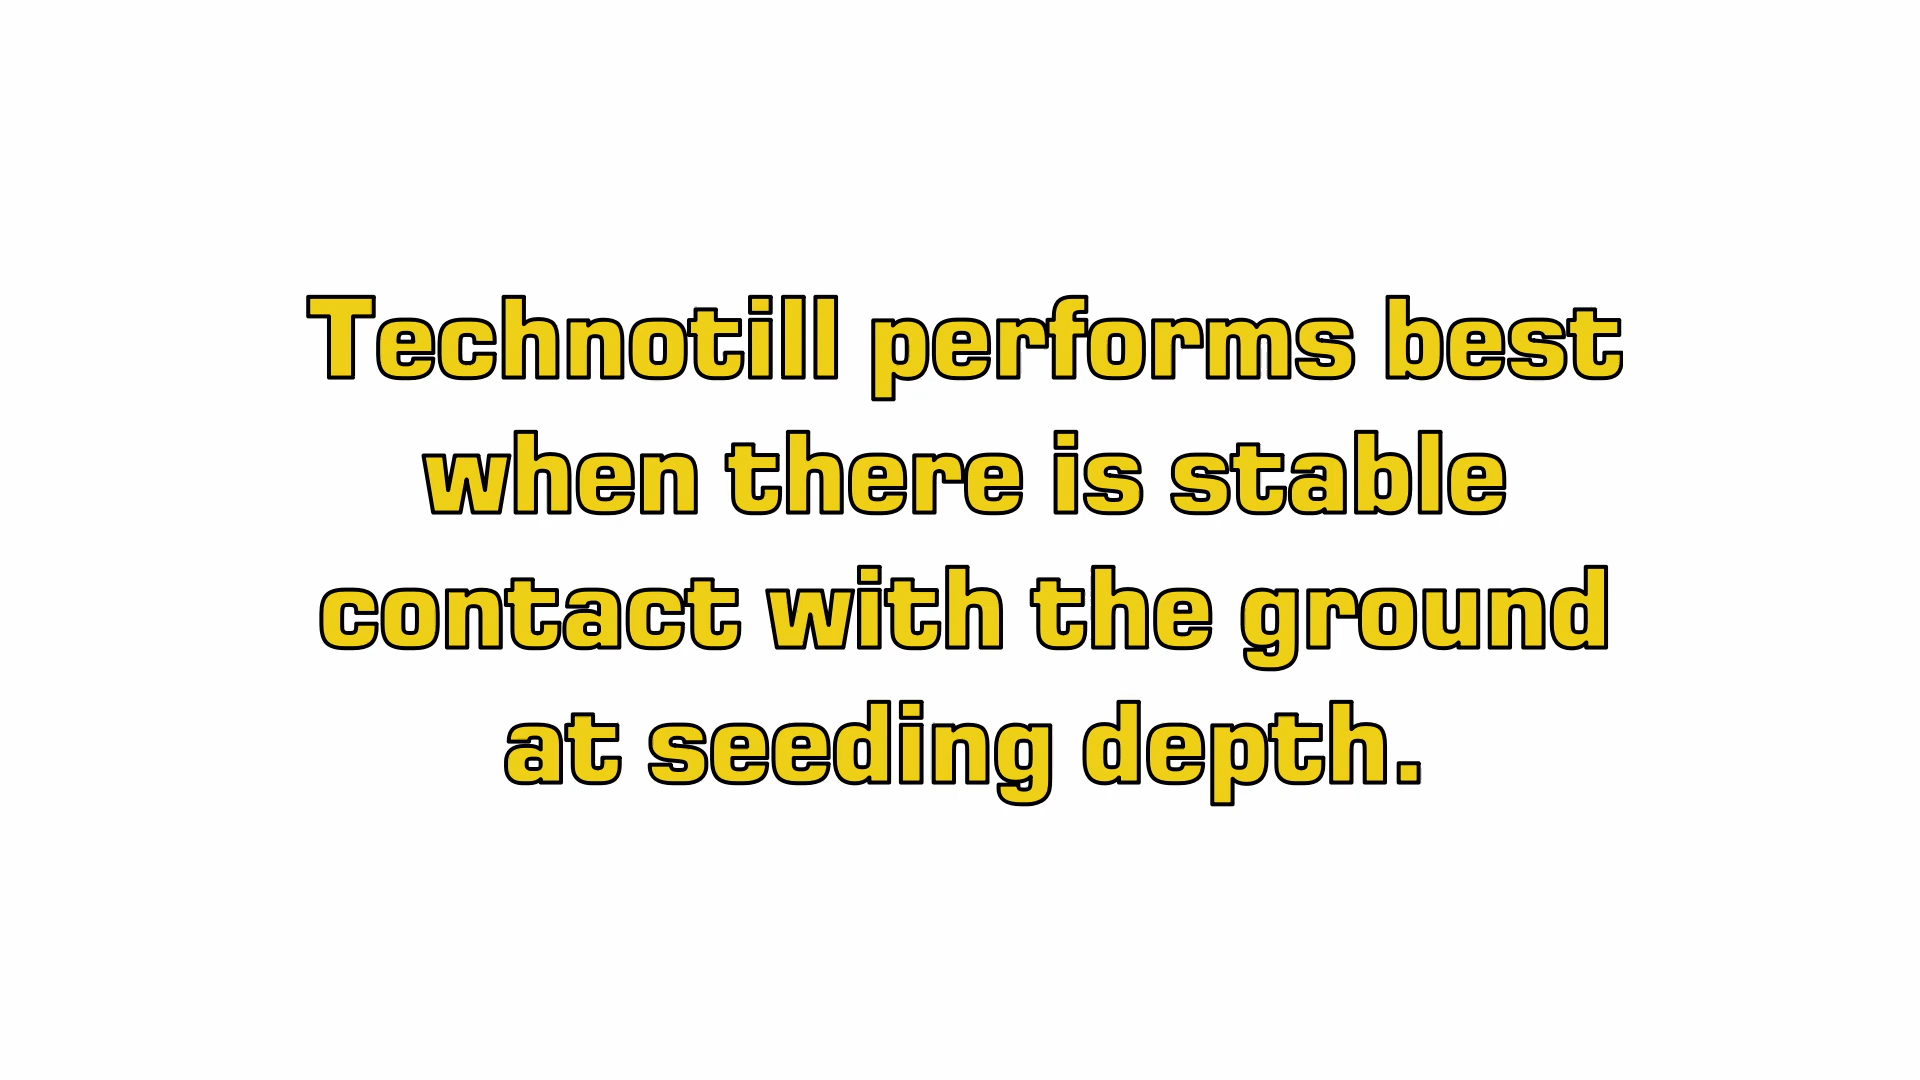 Technotill performs best
when there is stable
contact with the ground
at seeding depth.